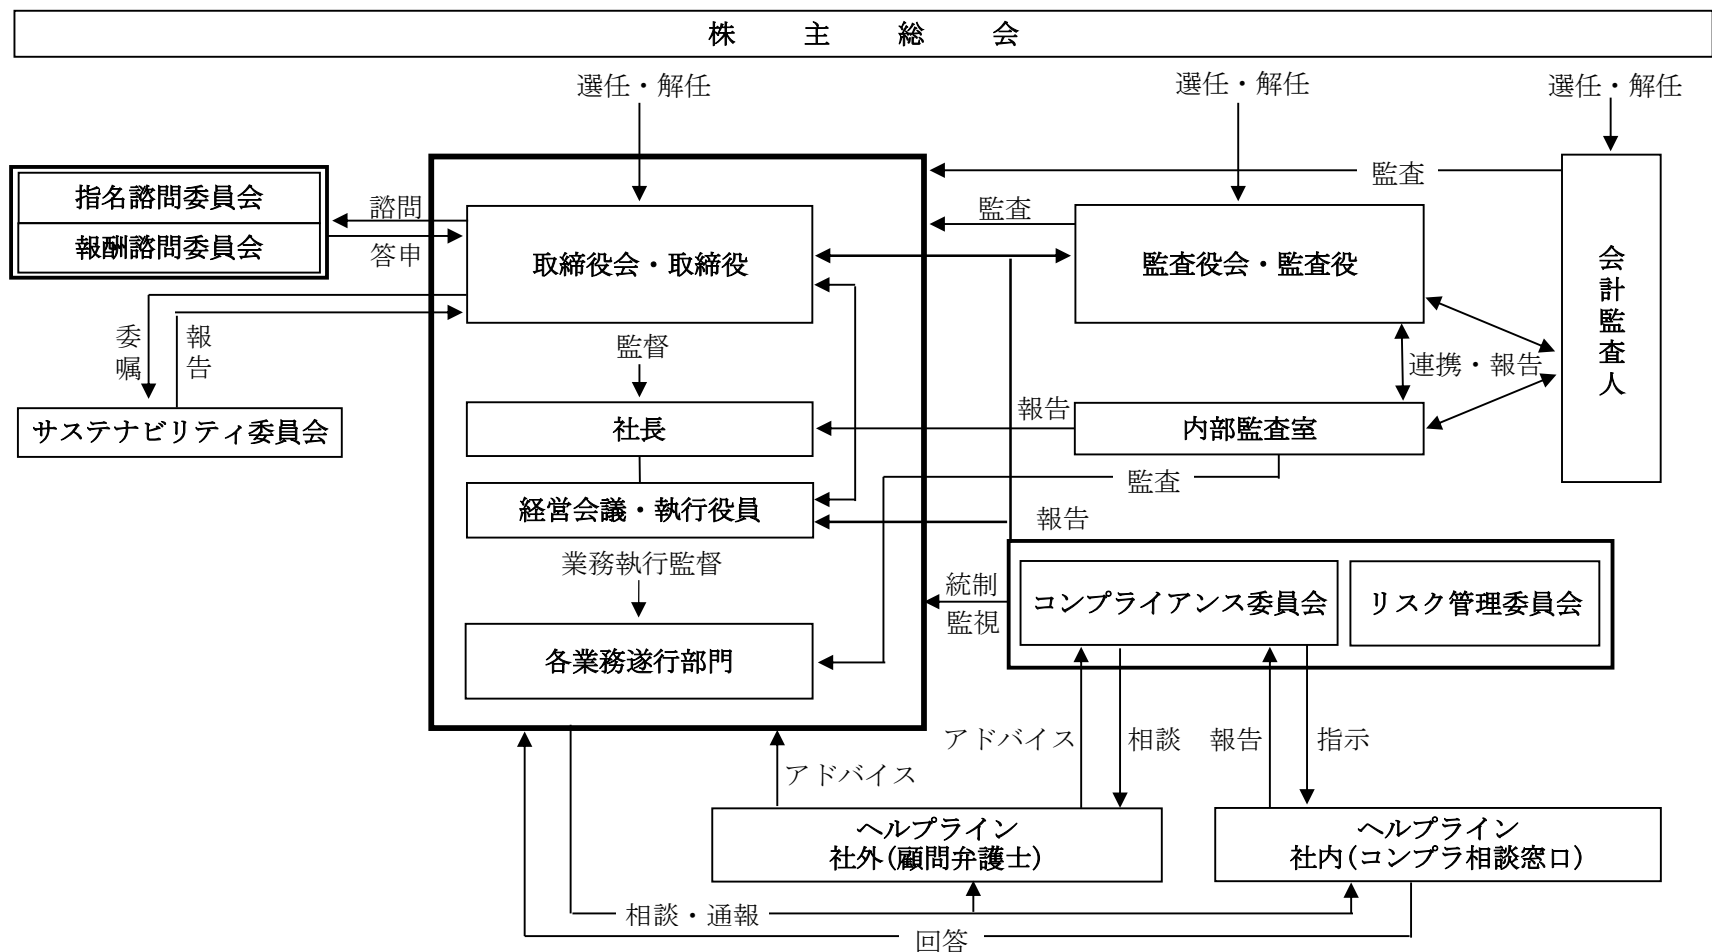 株主総会
選任・解任
選任・解任
選任・解任
指名諮問委員会
報酬諮問委員会
諮問
答申
取締役会・取締役
監査
監査
監査役会・監査役
会計監査人
委嘱
報告
監督
連携・報告
サステナビリティ委員会
社長
報告
内部監査室
監査
経営会議・執行役員
報告
業務執行監督
統制
監視
コンプライアンス委員会
リスク管理委員会
各業務遂行部門
アドバイス
相談
報告
指示
アドバイス
ヘルプライン
社外(顧問弁護士)
ヘルプライン
社内(コンプラ相談窓口)
相談・通報
回答